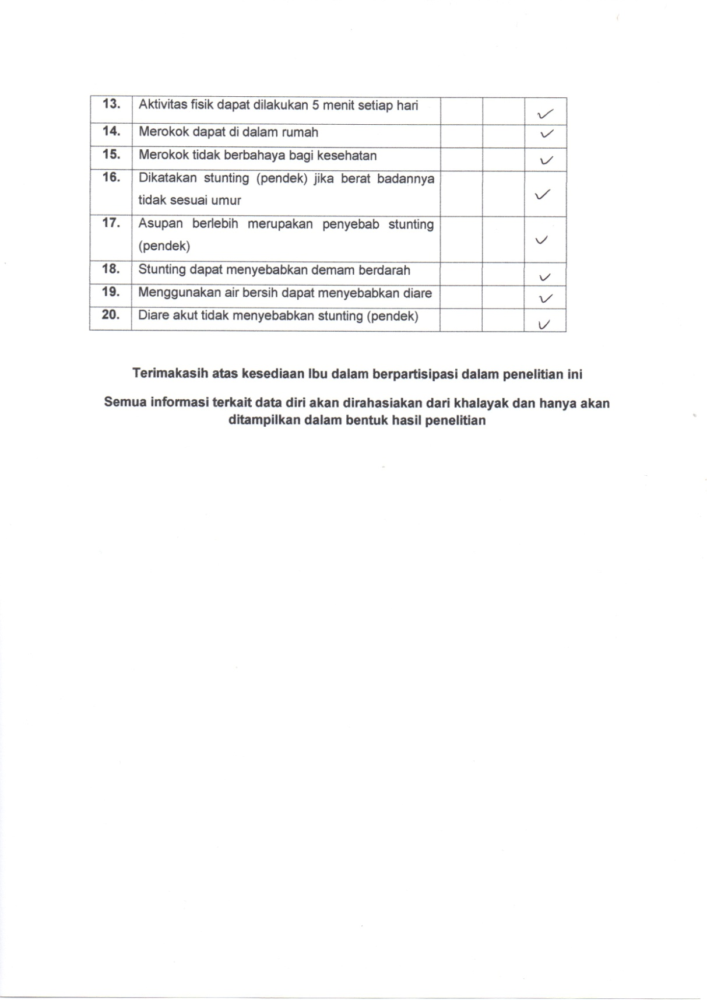 13. Aktivitas fisik dapat dilakukan 5 menit setiap hari ✓
14. Merokok dapat di dalam rumah ✓
15. Merokok tidak berbahaya bagi kesehatan ✓
16. Dikatakan stunting (pendek) jika berat badannya
tidak sesuai umur ✓
17. Asupan berlebih merupakan penyebab stunting
(pendek) ✓
18. Stunting dapat menyebabkan demam berdarah ✓
19. Menggunakan air bersih dapat menyebabkan diare ✓
20. Diare akut tidak menyebabkan stunting (pendek) ✓
Terimakasih atas kesediaan Ibu dalam berpartisipasi dalam penelitian ini
Semua informasi terkait data diri akan dirahasiakan dari khalayak dan hanya akan
ditampilkan dalam bentuk hasil penelitian